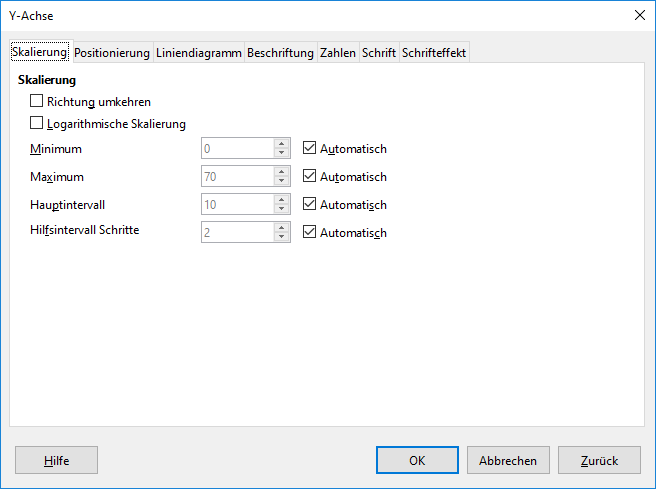 Y-Achse
Skalierung Positionierung Liniendiagramm Beschriftung Zahlen Schrift Schrifteffekt
Skalierung
Richtung umkehren
Logarithmische Skalierung
Minimum 0 Automatisch
Maximum 70 Automatisch
Hauptintervall 10 Automatisch
Hilfsintervall Schritte 2 Automatisch
Hilfe OK Abbrechen Zurück